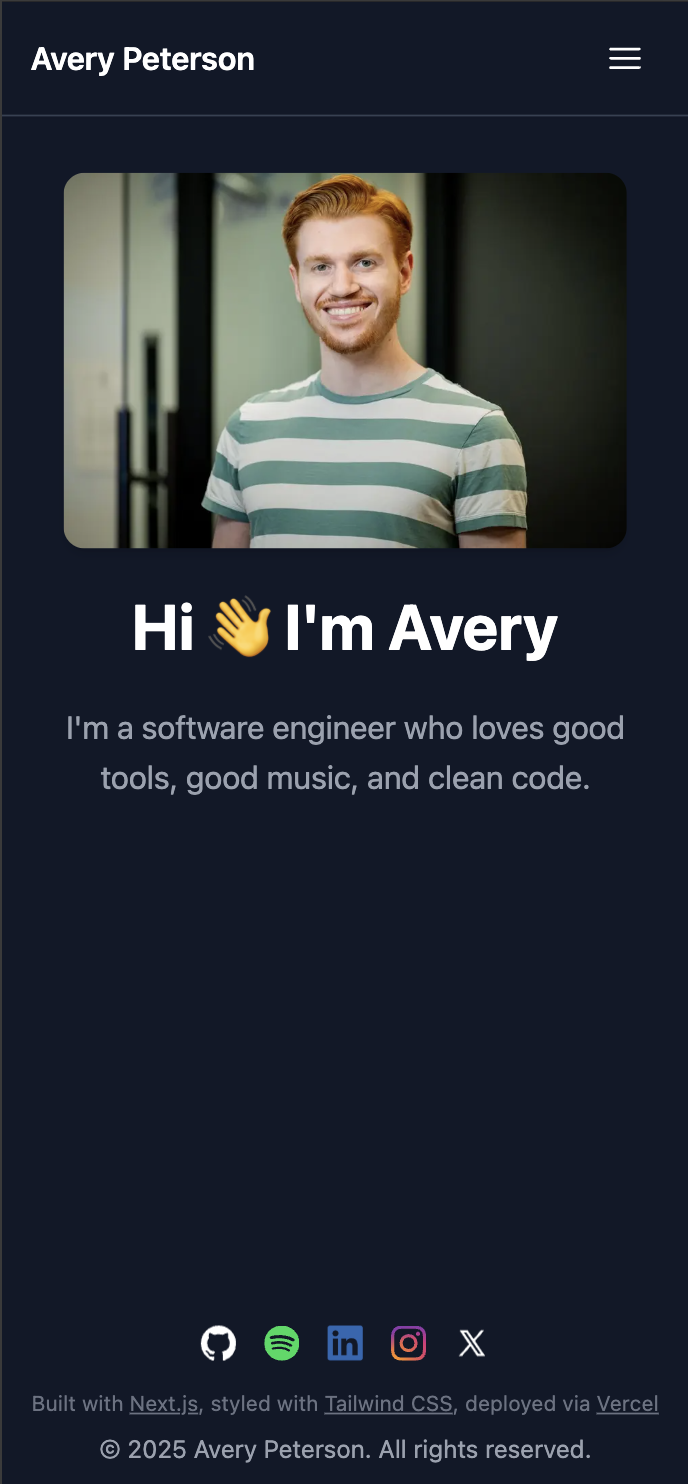 Avery Peterson
Hi 👋 I'm Avery
I'm a software engineer who loves good
tools, good music, and clean code.
in X
Built with Next.js, styled with Tailwind CSS, deployed via Vercel
© 2025 Avery Peterson. All rights reserved.